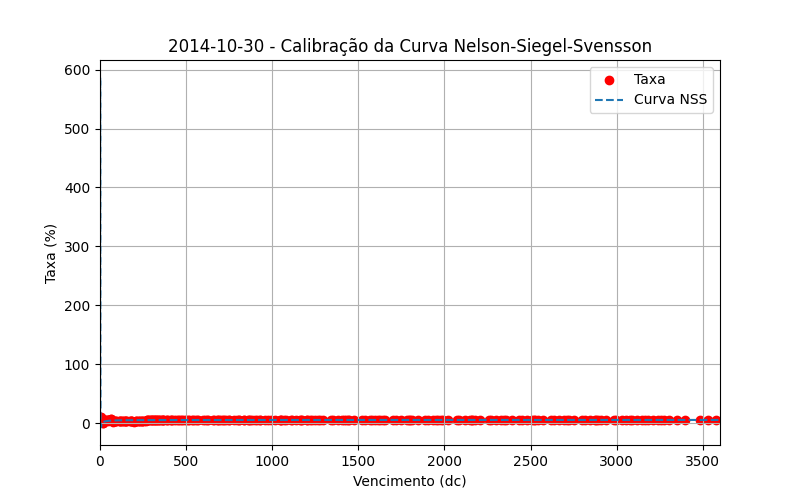 2014-10-30 - Calibração da Curva Nelson-Siegel-Svensson
Taxa
Curva NSS
Taxa (%)
600
500
400
300
200
100
0
0 500 1000 1500 2000 2500 3000 3500
Vencimento (dc)